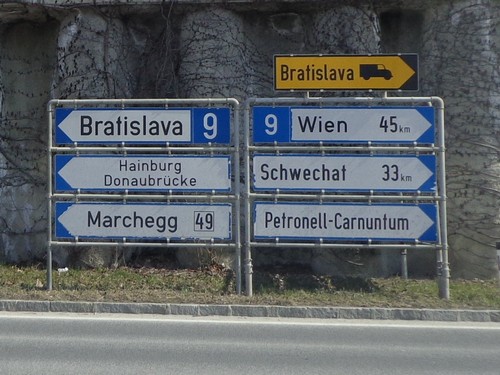 Bratislava
Bratislava 9
Hainburg
Donaubrücke
Marchegg 49
9 Wien 45 km
Schwechat 33 km
Petronell-Carnuntum